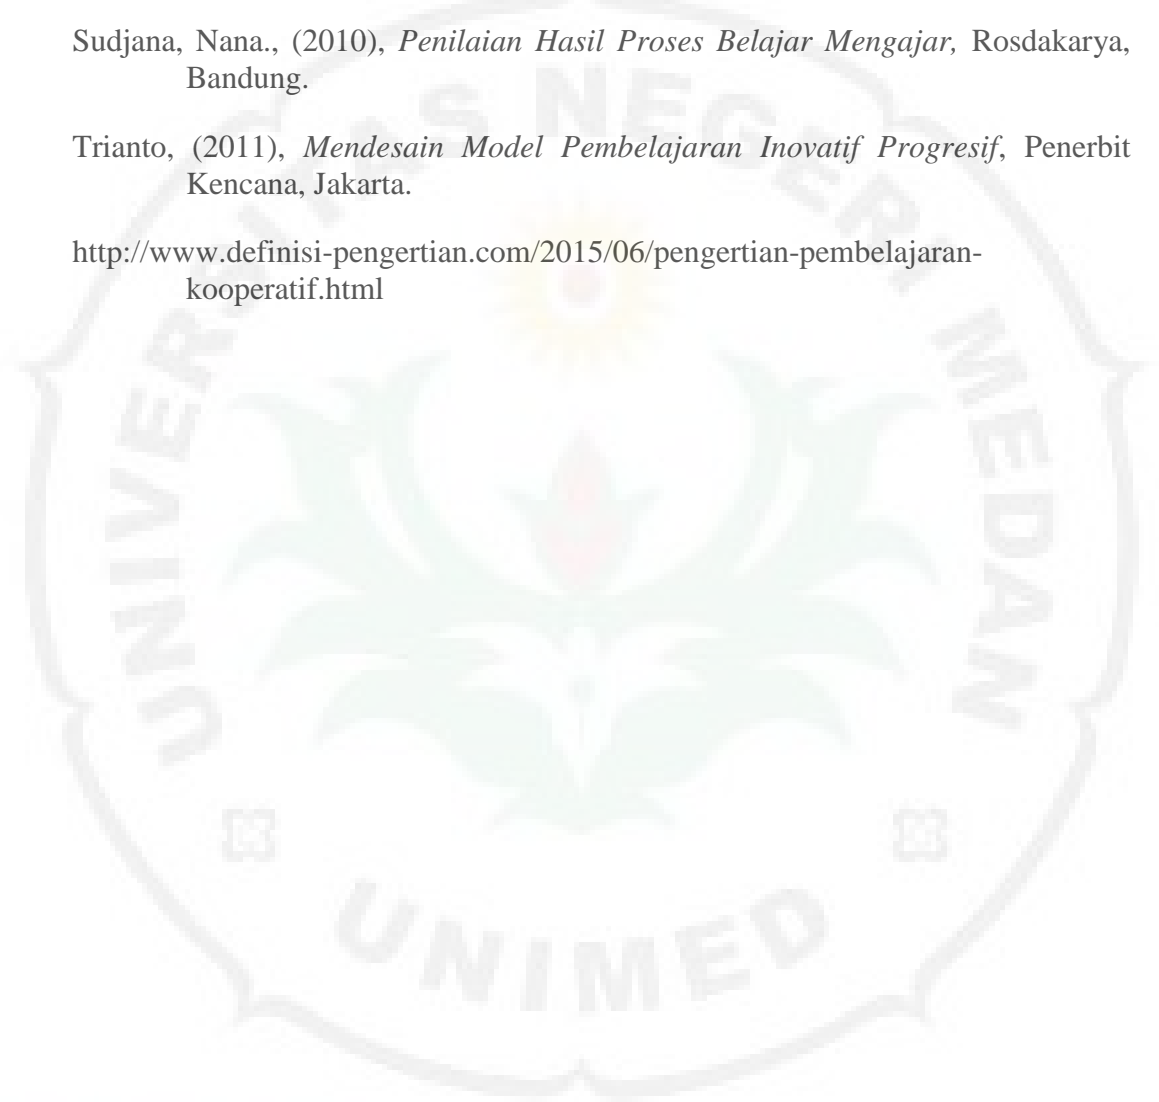 Sudjana, Nana., (2010), Penilaian Hasil Proses Belajar Mengajar, Rosdakarya,
Bandung.
Trianto, (2011), Mendesain Model Pembelajaran Inovatif Progresif, Penerbit
Kencana, Jakarta.
http://www.definisi-pengertian.com/2015/06/pengertian-pembelajaran-
kooperatif.html
UNIVERSITAS NEGERI MEDAN
UNIMED